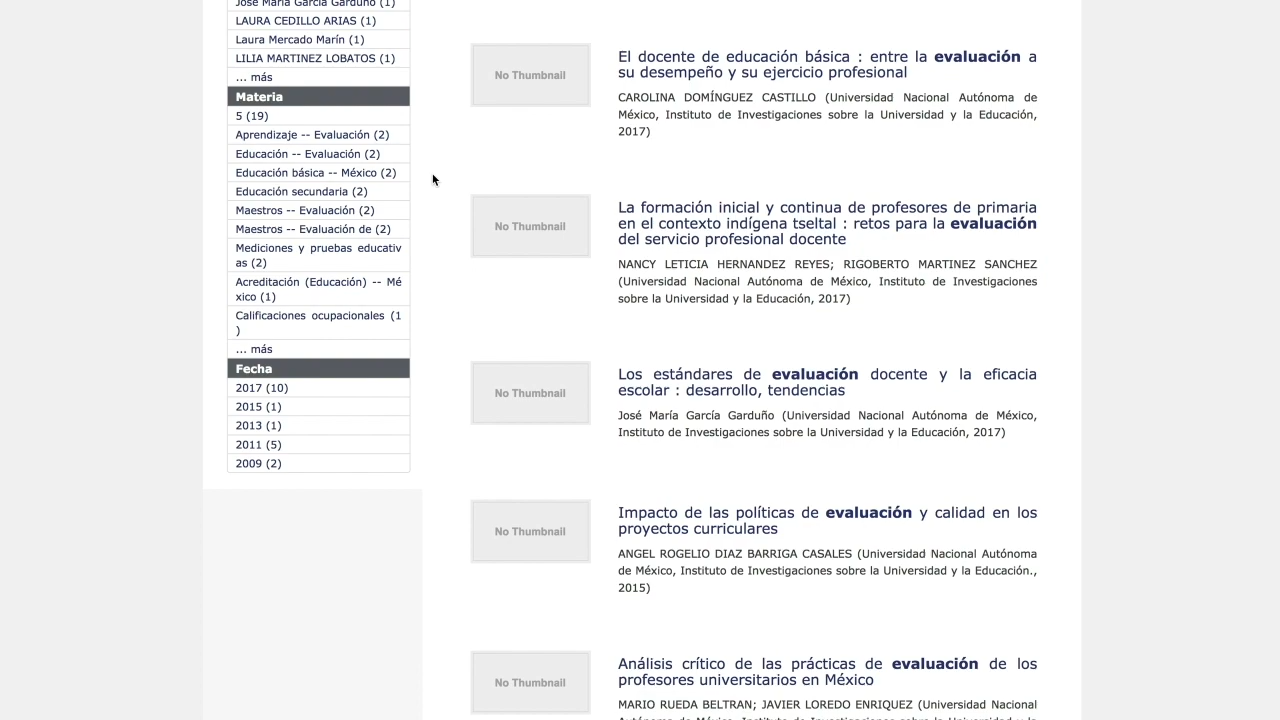 José María García Garduño (1)
LAURA CEDILLO ARIAS (1)
Laura Mercado Marín (1)
LILIA MARTINEZ LOBATOS (1)
... más
Materia
5 (19)
Aprendizaje -- Evaluación (2)
Educación -- Evaluación (2)
Educación básica -- México (2)
Educación secundaria (2)
Maestros -- Evaluación (2)
Maestros -- Evaluación de (2)
Mediciones y pruebas educativ
as (2)
Acreditación (Educación) -- Mé
xico (1)
Calificaciones ocupacionales (1
)
... más
Fecha
2017 (10)
2015 (1)
2013 (1)
2011 (5)
2009 (2)
No Thumbnail
El docente de educación básica : entre la evaluación a
su desempeño y su ejercicio profesional
CAROLINA DOMÍNGUEZ CASTILLO (Universidad Nacional Autónoma de
México, Instituto de Investigaciones sobre la Universidad y la Educación,
2017)
No Thumbnail
La formación inicial y continua de profesores de primaria
en el contexto indígena tseltal : retos para la evaluación
del servicio profesional docente
NANCY LETICIA HERNANDEZ REYES; RIGOBERTO MARTINEZ SANCHEZ
(Universidad Nacional Autónoma de México, Instituto de Investigaciones
sobre la Universidad y la Educación, 2017)
No Thumbnail
Los estándares de evaluación docente y la eficacia
escolar : desarrollo, tendencias
José María García Garduño (Universidad Nacional Autónoma de México,
Instituto de Investigaciones sobre la Universidad y la Educación, 2017)
No Thumbnail
Impacto de las políticas de evaluación y calidad en los
proyectos curriculares
ANGEL ROGELIO DIAZ BARRIGA CASALES (Universidad Nacional Autónoma
de México, Instituto de Investigaciones sobre la Universidad y la Educación.,
2015)
No Thumbnail
Análisis crítico de las prácticas de evaluación de los
profesores universitarios en México
MARIO RUEDA BELTRAN; JAVIER LOREDO ENRIQUEZ (Universidad Nacional
Autónoma de México, Instituto de Investigaciones sobre la Universidad y la